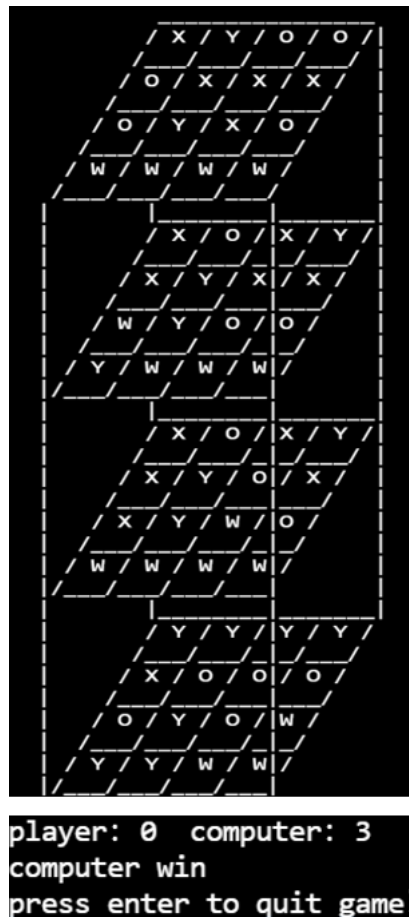 X / Y / O / O
O / X / X / X
O / Y / X / O
W / W / W / W
X / O / X / Y
X / Y / X / X
W / Y / O / O
Y / W / W / W
X / O / X / Y
X / Y / O / X
X / Y / W / O
W / W / W / W
Y / Y / Y / Y
X / O / O / O
O / Y / O / W
Y / Y / W / W
player: 0  computer: 3
computer win
press enter to quit game